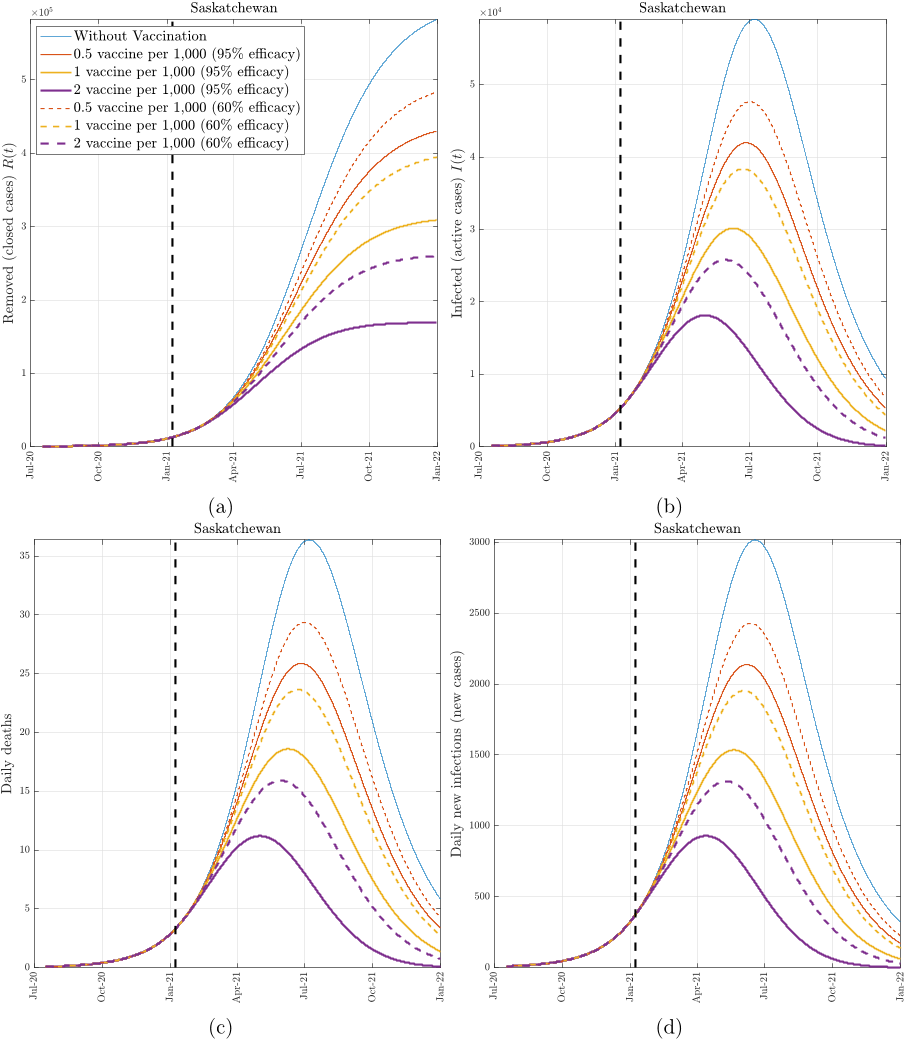 Saskatchewan
×10⁵
Removed (closed cases) R(t)
5
4
3
2
1
0
Without Vaccination
0.5 vaccine per 1,000 (95% efficacy)
1 vaccine per 1,000 (95% efficacy)
2 vaccine per 1,000 (95% efficacy)
0.5 vaccine per 1,000 (60% efficacy)
1 vaccine per 1,000 (60% efficacy)
2 vaccine per 1,000 (60% efficacy)
Jul-20
Oct-20
Jan-21
Apr-21
Jul-21
Oct-21
Jan-22
(a)
Saskatchewan
×10⁴
Infected (active cases) I(t)
5
4
3
2
1
0
Jul-20
Oct-20
Jan-21
Apr-21
Jul-21
Oct-21
Jan-22
(b)
Saskatchewan
Daily deaths
35
30
25
20
15
10
5
0
Jul-20
Oct-20
Jan-21
Apr-21
Jul-21
Oct-21
Jan-22
(c)
Saskatchewan
Daily new infections (new cases)
3000
2500
2000
1500
1000
500
0
Jul-20
Oct-20
Jan-21
Apr-21
Jul-21
Oct-21
Jan-22
(d)